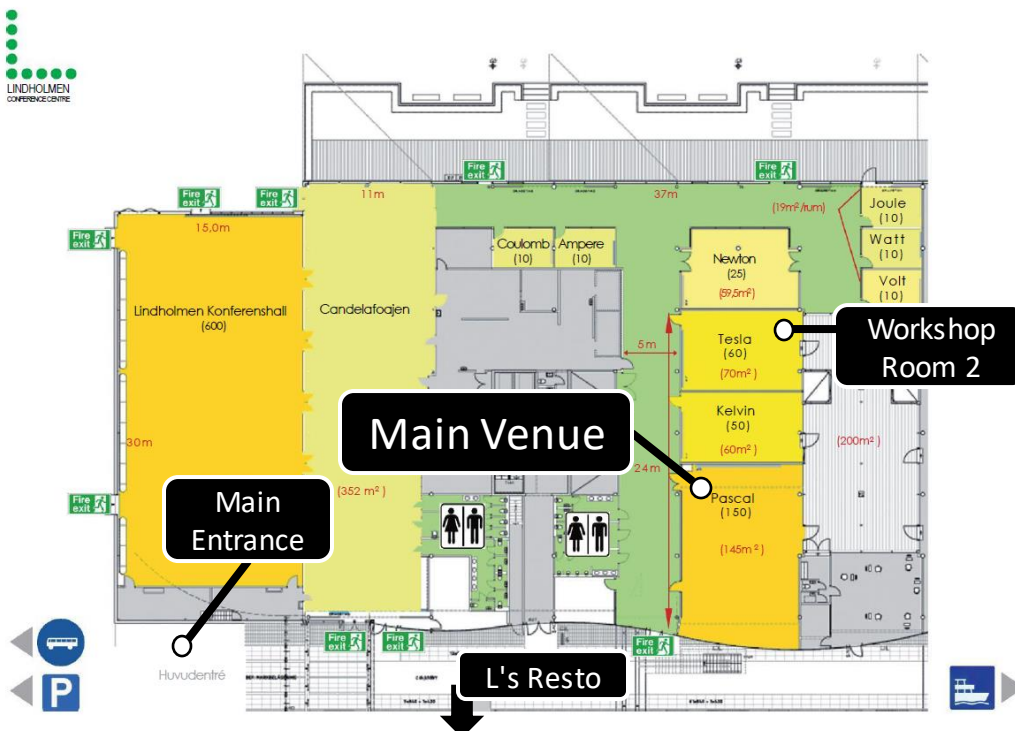 LINDHOLMEN
CONFERENCE CENTRE
Fire
exit
Fire
exit
Fire
exit
Fire
exit
Fire
exit
11m
37m
(19m²/rum)
15,0m
Joule
(10)
Watt
(10)
Volt
(10)
Coulomb
(10)
Ampere
(10)
Newton
(25)
(59,5m²)
Lindholmen Konferenshall
(600)
Candelafoajen
Tesla
(60)
(70m²)
5m
Workshop
Room 2
Kelvin
(50)
(60m²)
Main Venue
(200m²)
30m
24m
(352 m²)
Pascal
(150)
(145m²)
Fire
exit
Main
Entrance
Fire
exit
Fire
exit
Fire
exit
Huvudentré
L's Resto
P